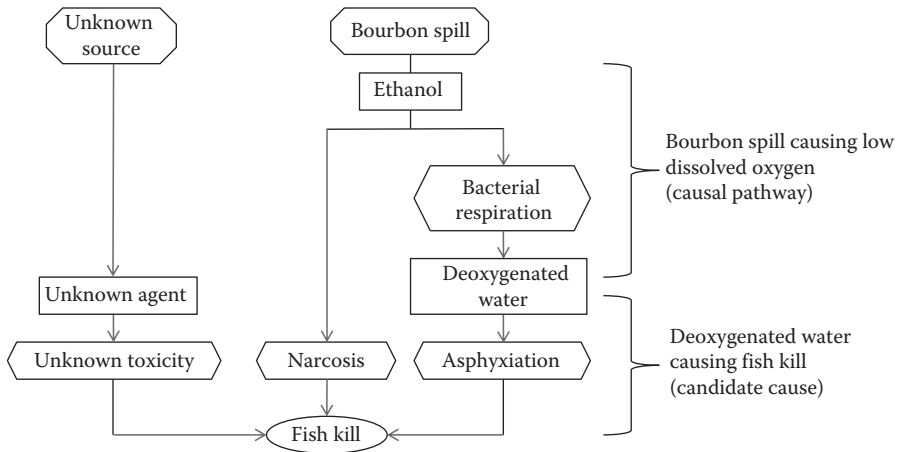 Unknown
source
Bourbon spill
Ethanol
Bacterial
respiration
Bourbon spill causing low
dissolved oxygen
(causal pathway)
Unknown agent
Deoxygenated
water
Unknown toxicity
Narcosis
Asphyxiation
Deoxygenated water
causing fish kill
(candidate cause)
Fish kill